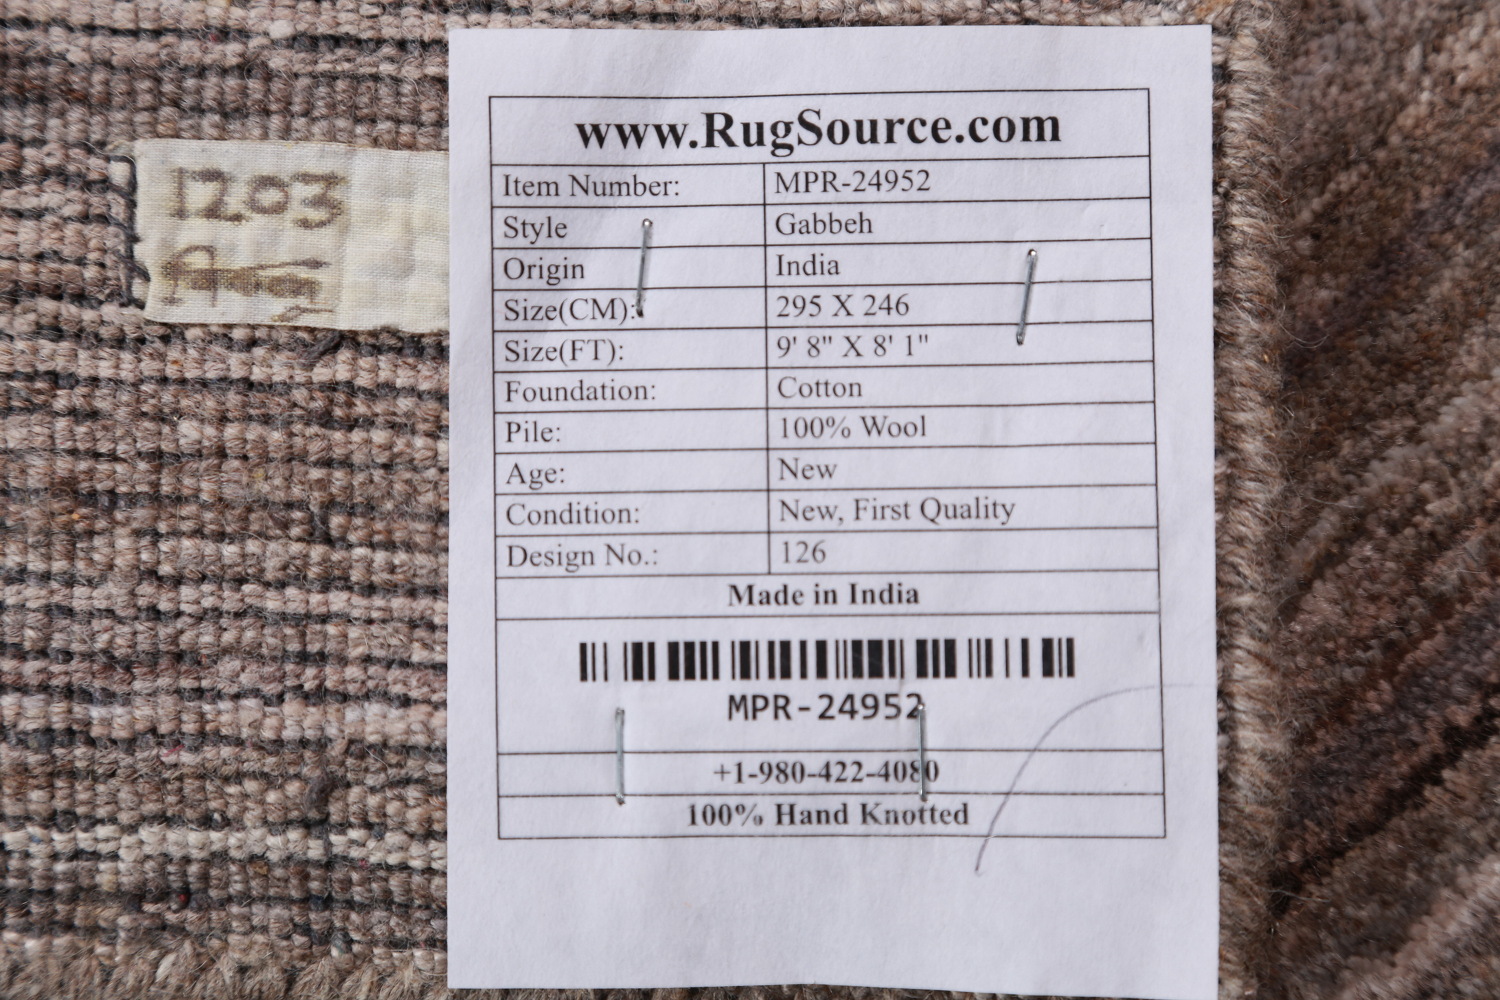 1203
www.RugSource.com
Item Number: MPR-24952
Style Gabbeh
Origin India
Size(CM): 295 X 246
Size(FT): 9' 8" X 8' 1"
Foundation: Cotton
Pile: 100% Wool
Age: New
Condition: New, First Quality
Design No.: 126
Made in India
MPR-24952
+1-980-422-4080
100% Hand Knotted